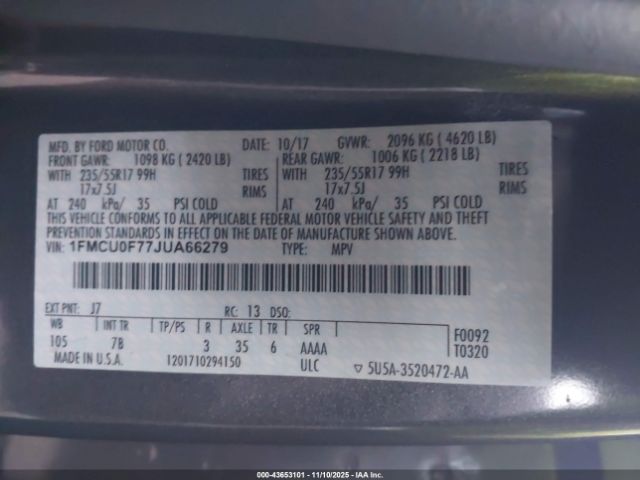 MFD. BY FORD MOTOR CO. DATE: 10/17 GVWR: 2096 KG ( 4620 LB)
FRONT GAWR: 1098 KG ( 2420 LB) REAR GAWR: 1006 KG ( 2218 LB)
WITH 235/55R17 99H TIRES WITH 235/55R17 99H TIRES
17x7.5J RIMS 17x7.5J RIMS
AT 240 kPa/ 35 PSI COLD AT 240 kPa/ 35 PSI COLD
THIS VEHICLE CONFORMS TO ALL APPLICABLE FEDERAL MOTOR VEHICLE SAFETY AND THEFT
PREVENTION STANDARDS IN EFFECT ON THE DATE OF MANUFACTURE SHOWN ABOVE.
VIN: 1FMCU0F77JUA66279 TYPE: MPV
EXT PNT: J7 RC: 13 DSO:
WB INT TR TP/PS R AXLE TR SPR F0092
105 7B 3 35 6 AAAA T0320
MADE IN U.S.A. 1201710294150 ULC ▽ 5U5A-3520472-AA
000-43653101 - 11/10/2025 - IAAI.com